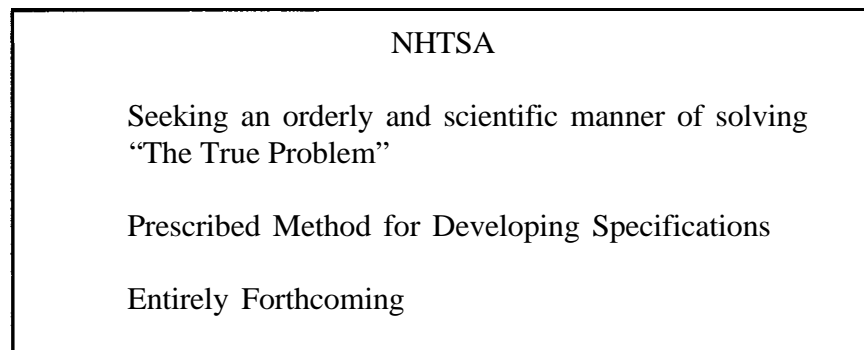 NHTSA
Seeking an orderly and scientific manner of solving
“The True Problem”
Prescribed Method for Developing Specifications
Entirely Forthcoming